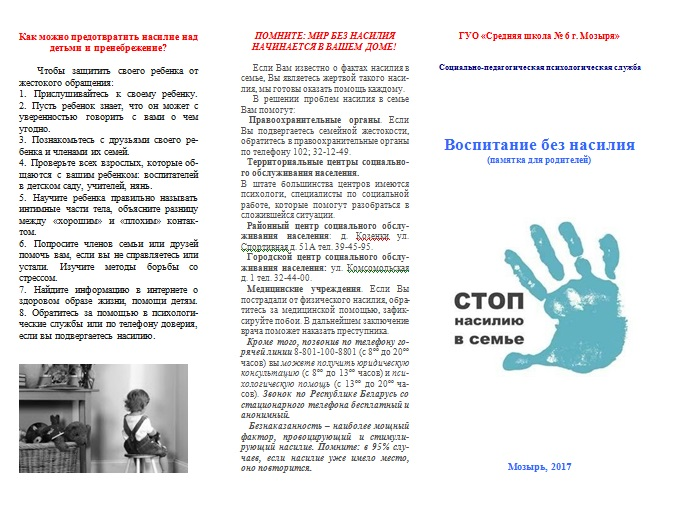 Как можно предотвратить насилие над
детьми и пренебрежение?
Чтобы защитить своего ребенка от
жестокого обращения:
1. Прислушивайтесь к своему ребенку.
2. Пусть ребенок знает, что он может с
уверенностью говорить с вами о чем
угодно.
3. Познакомьтесь с друзьями своего ре-
бенка и членами их семей.
4. Проверьте всех взрослых, которые об-
щаются с вашим ребенком: воспитателей
в детском саду, учителей, нянь.
5. Научите ребенка правильно называть
интимные части тела, объясните разницу
между «хорошим» и «плохим» контак-
том.
6. Попросите членов семьи или друзей
помочь вам, если вы не справляетесь или
устали. Изучите методы борьбы со
стрессом.
7. Найдите информацию в интернете о
здоровом образе жизни, помощи детям.
8. Обратитесь за помощью в психологи-
ческие службы или по телефону доверия,
если вы подвергаетесь насилию.
ПОМНИТЕ: МИР БЕЗ НАСИЛИЯ
НАЧИНАЕТСЯ В ВАШЕМ ДОМЕ!
Если Вам известно о фактах насилия в
семье, Вы являетесь жертвой такого наси-
лия, мы готовы оказать помощь каждому.
В решении проблем насилия в семье
Вам помогут:
Правоохранительные органы. Если
Вы подвергаетесь семейной жестокости,
обратитесь в правоохранительные органы
по телефону 102; 32-12-49.
Территориальные центры социально-
го обслуживания населения.
В штате большинства центров имеются
психологи, специалисты по социальной
работе, которые помогут разобраться в
сложившейся ситуации.
Районный центр социального обслу-
живания населения: д. Козенки, ул.
Спортивная д. 51А тел. 39-45-95.
Городской центр социального обслу-
живания населения: ул. Комсомольская
д. 1 тел. 32-44-00.
Медицинские учреждения. Если Вы
пострадали от физического насилия, обра-
титесь за медицинской помощью, зафик-
сируйте побои. В дальнейшем заключение
врача поможет наказать преступника.
Кроме того, позвонив по телефону го-
рячей линии 8-801-100-8801 (с 8⁰⁰ до 20⁰⁰
часов) вы можете получить юридическую
консультацию (с 8⁰⁰ до 13⁰⁰ часов) и пси-
хологическую помощь (с 13⁰⁰ до 20⁰⁰ ча-
сов). Звонок по Республике Беларусь со
стационарного телефона бесплатный и
анонимный.
Безнаказанность – наиболее мощный
фактор, провоцирующий и стимули-
рующий насилие. Помните: в 95% слу-
чаев, если насилие уже имело место,
оно повторится.
ГУО «Средняя школа № 6 г. Мозыря»
Социально-педагогическая психологическая служба
Воспитание без насилия
(памятка для родителей)
СТОП
насилию
в семье
Мозырь, 2017